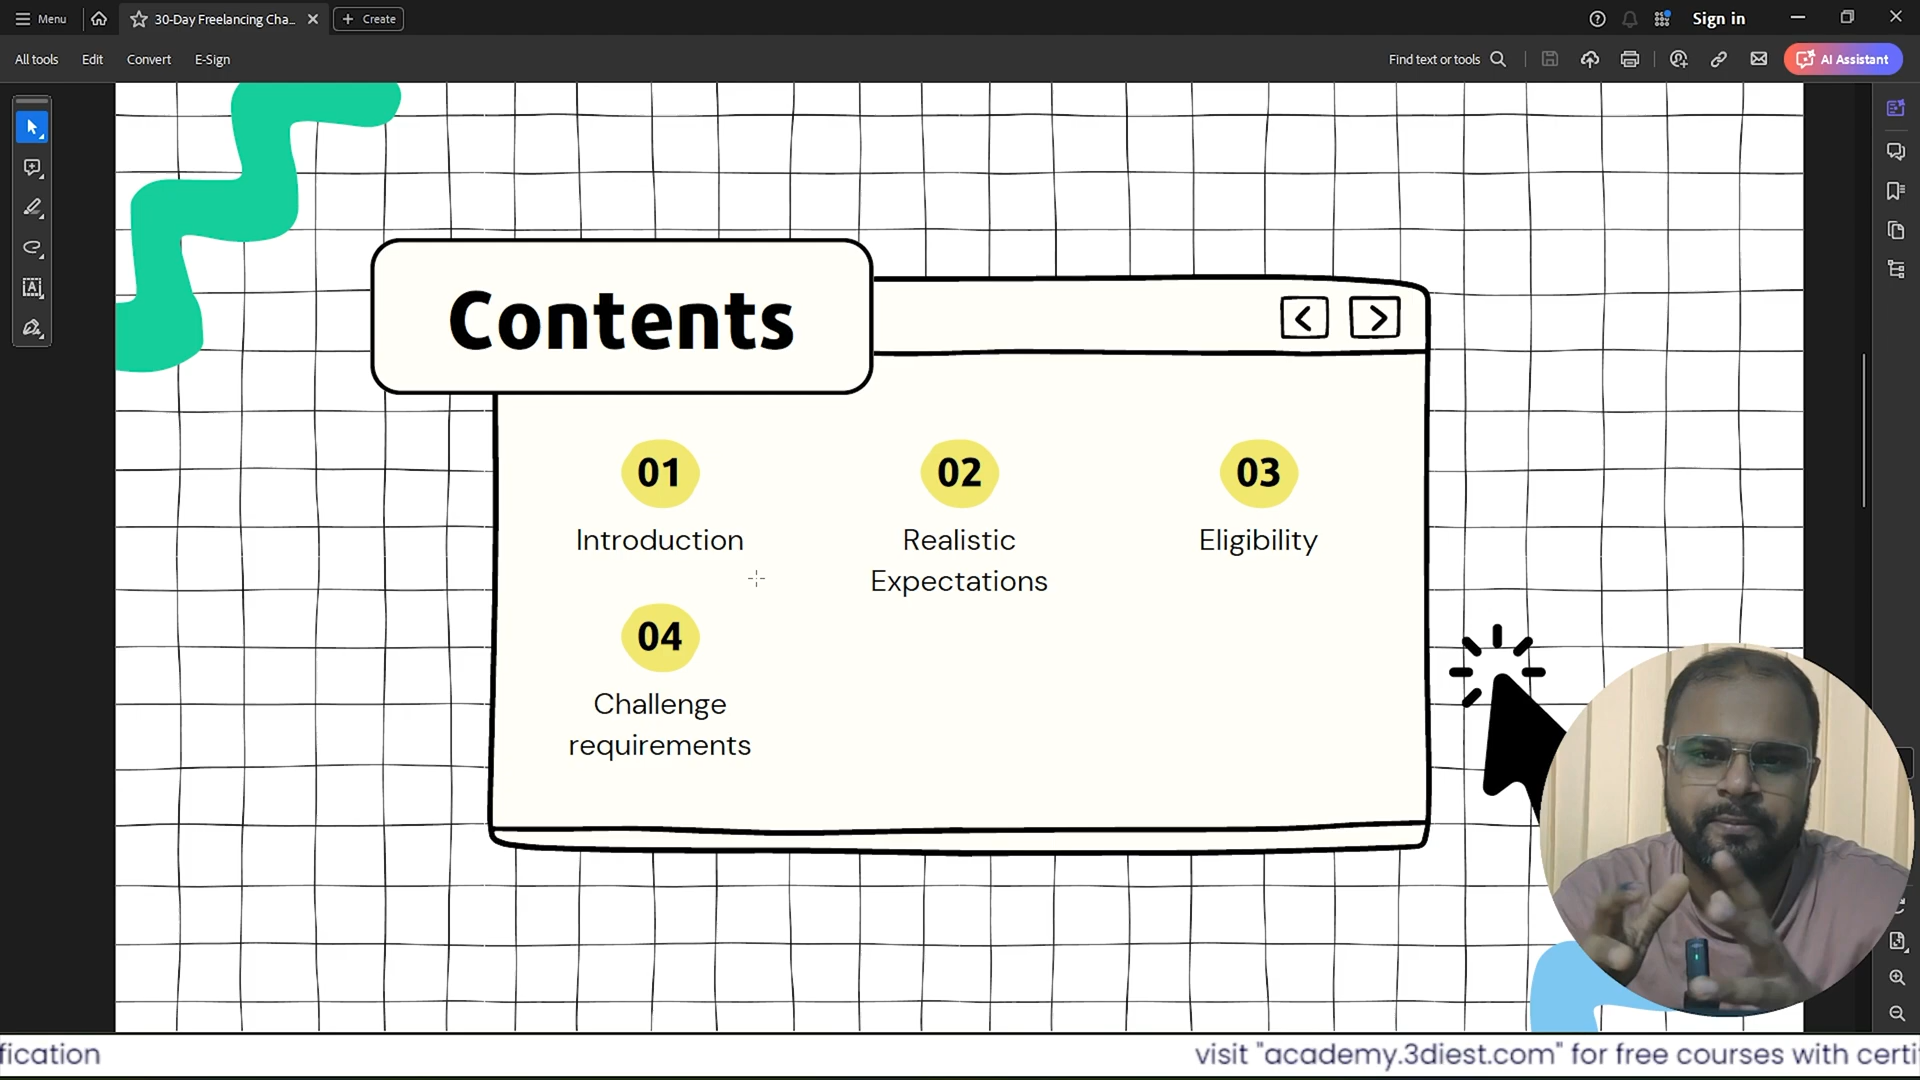 Menu
30-Day Freelancing Cha...
Create
Sign in
All tools
Edit
Convert
E-Sign
Find text or tools
AI Assistant
Contents
01
02
03
Introduction
Realistic
Expectations
Eligibility
04
Challenge
requirements
fication
visit "academy.3diest.com" for free courses with certi